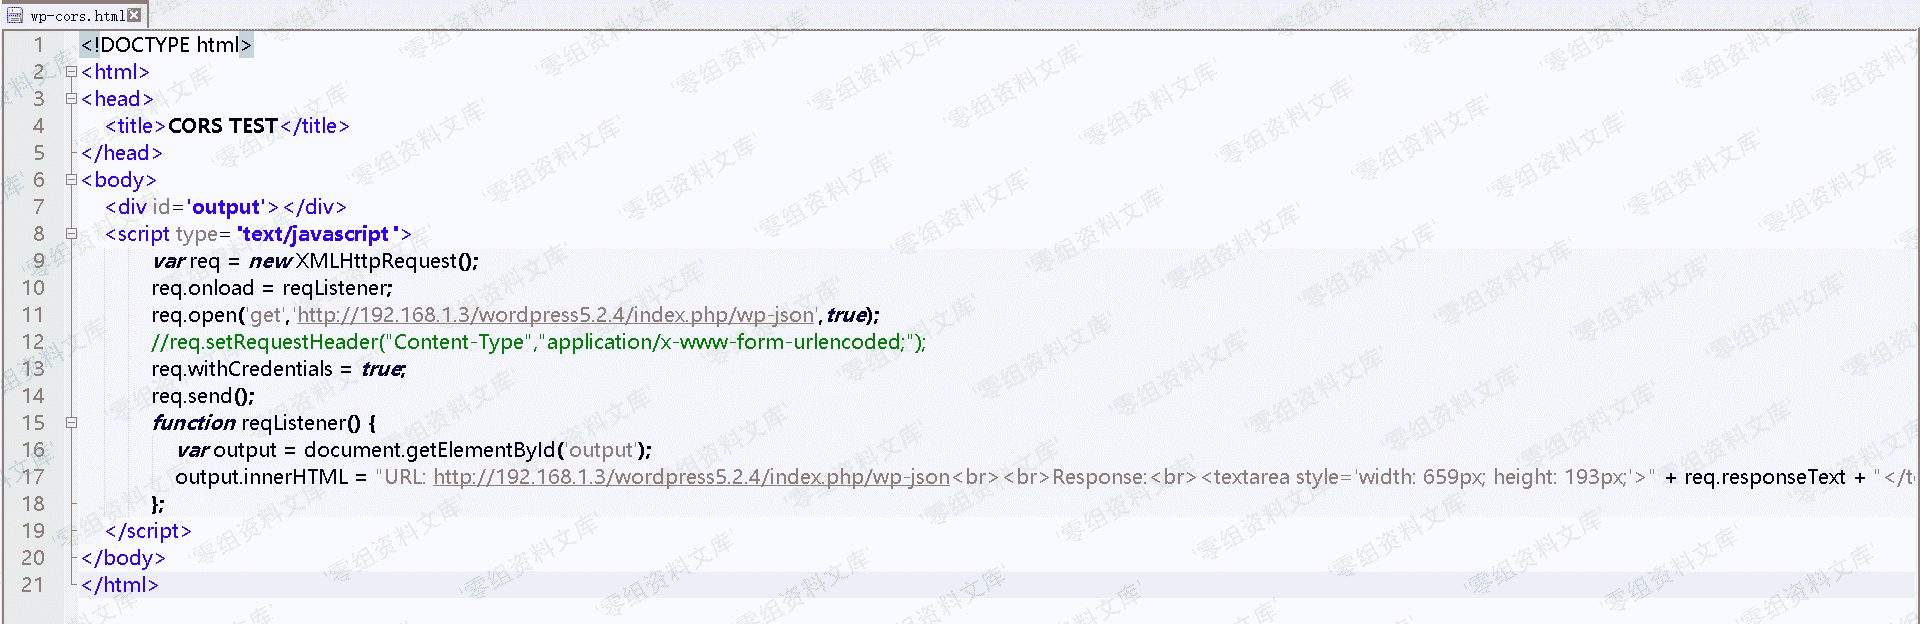 wp-cors.html
1 <!DOCTYPE html>
2 <html>
3 <head>
4 <title>CORS TEST</title>
5 </head>
6 <body>
7 <div id='output'></div>
8 <script type='text/javascript'>
9 var req = new XMLHttpRequest();
10 req.onload = reqListener;
11 req.open('get','http://192.168.1.3/wordpress5.2.4/index.php/wp-json',true);
12 //req.setRequestHeader("Content-Type","application/x-www-form-urlencoded;");
13 req.withCredentials = true;
14 req.send();
15 function reqListener() {
16 var output = document.getElementById('output');
17 output.innerHTML = "URL: http://192.168.1.3/wordpress5.2.4/index.php/wp-json<br><br>Response:<br><textarea style='width: 659px; height: 193px;'>" + req.responseText + "</t
18 };
19 </script>
20 </body>
21 </html>
'零组资料文库'